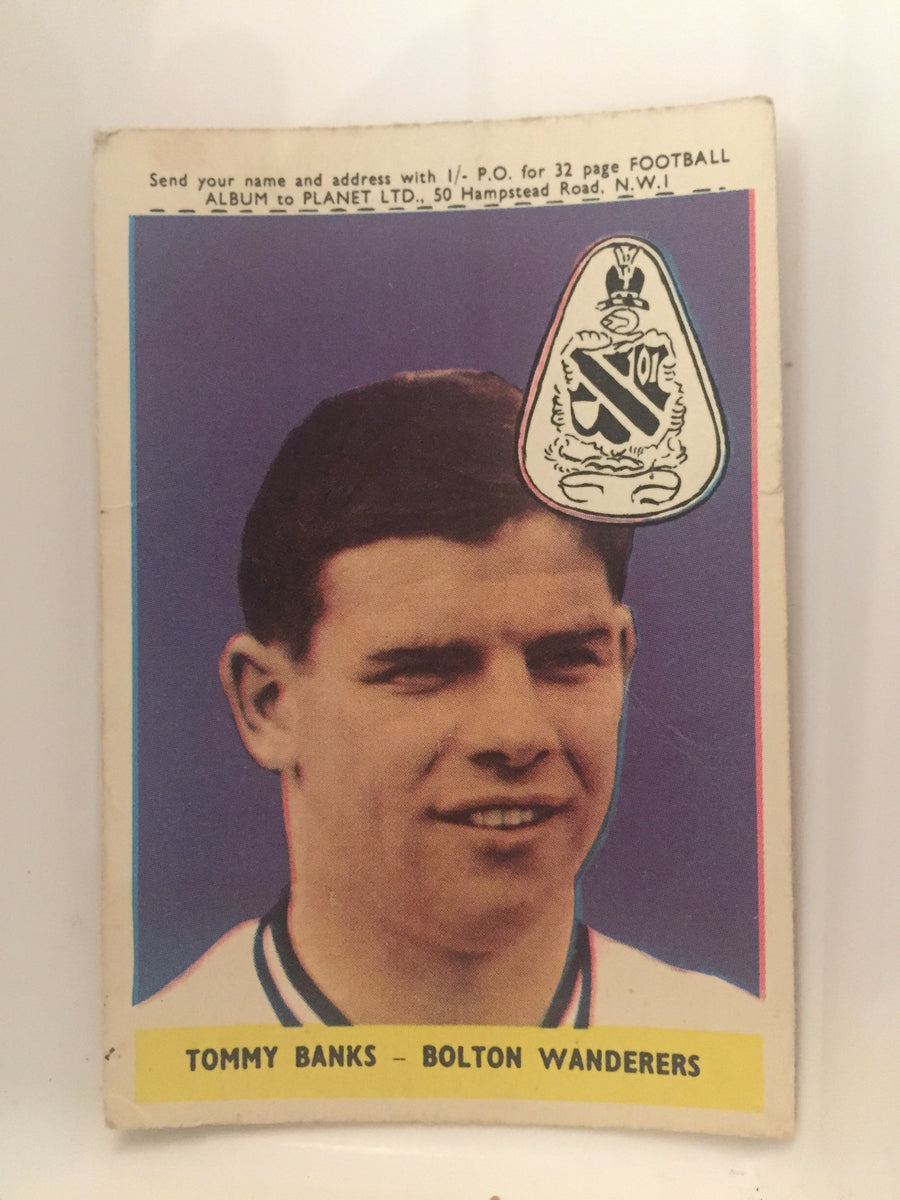 Send your name and address with 1/- P.O. for 32 page FOOTBALL
ALBUM to PLANET LTD., 50 Hampstead Road, N.W.1
TOMMY BANKS – BOLTON WANDERERS